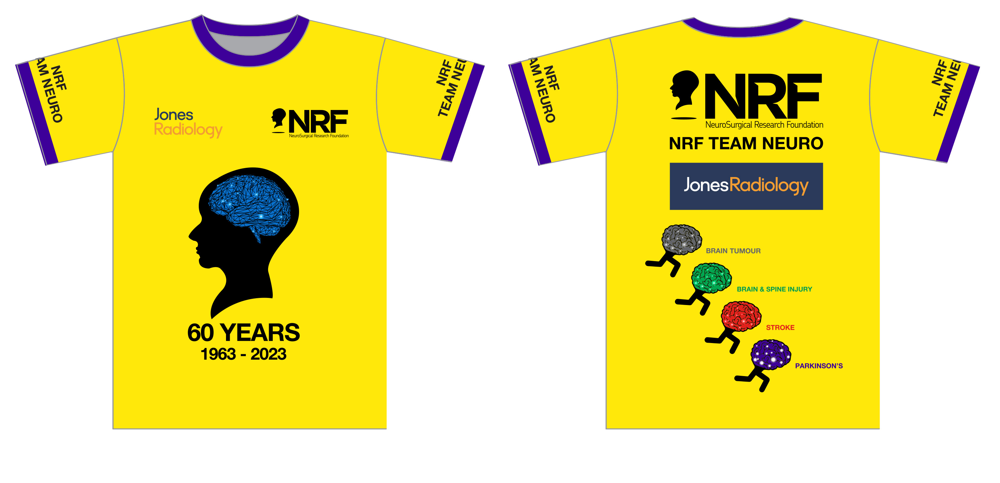 NRF
AM NEURO
NRF
TEAM NEU
Jones
Radiology
NRF
NeuroSurgical Research Foundation
60 YEARS
1963 - 2023
NRF
AM NEURO
NRF
TEAM NEU
NRF
NeuroSurgical Research Foundation
NRF TEAM NEURO
JonesRadiology
BRAIN TUMOUR
BRAIN & SPINE INJURY
STROKE
PARKINSON'S